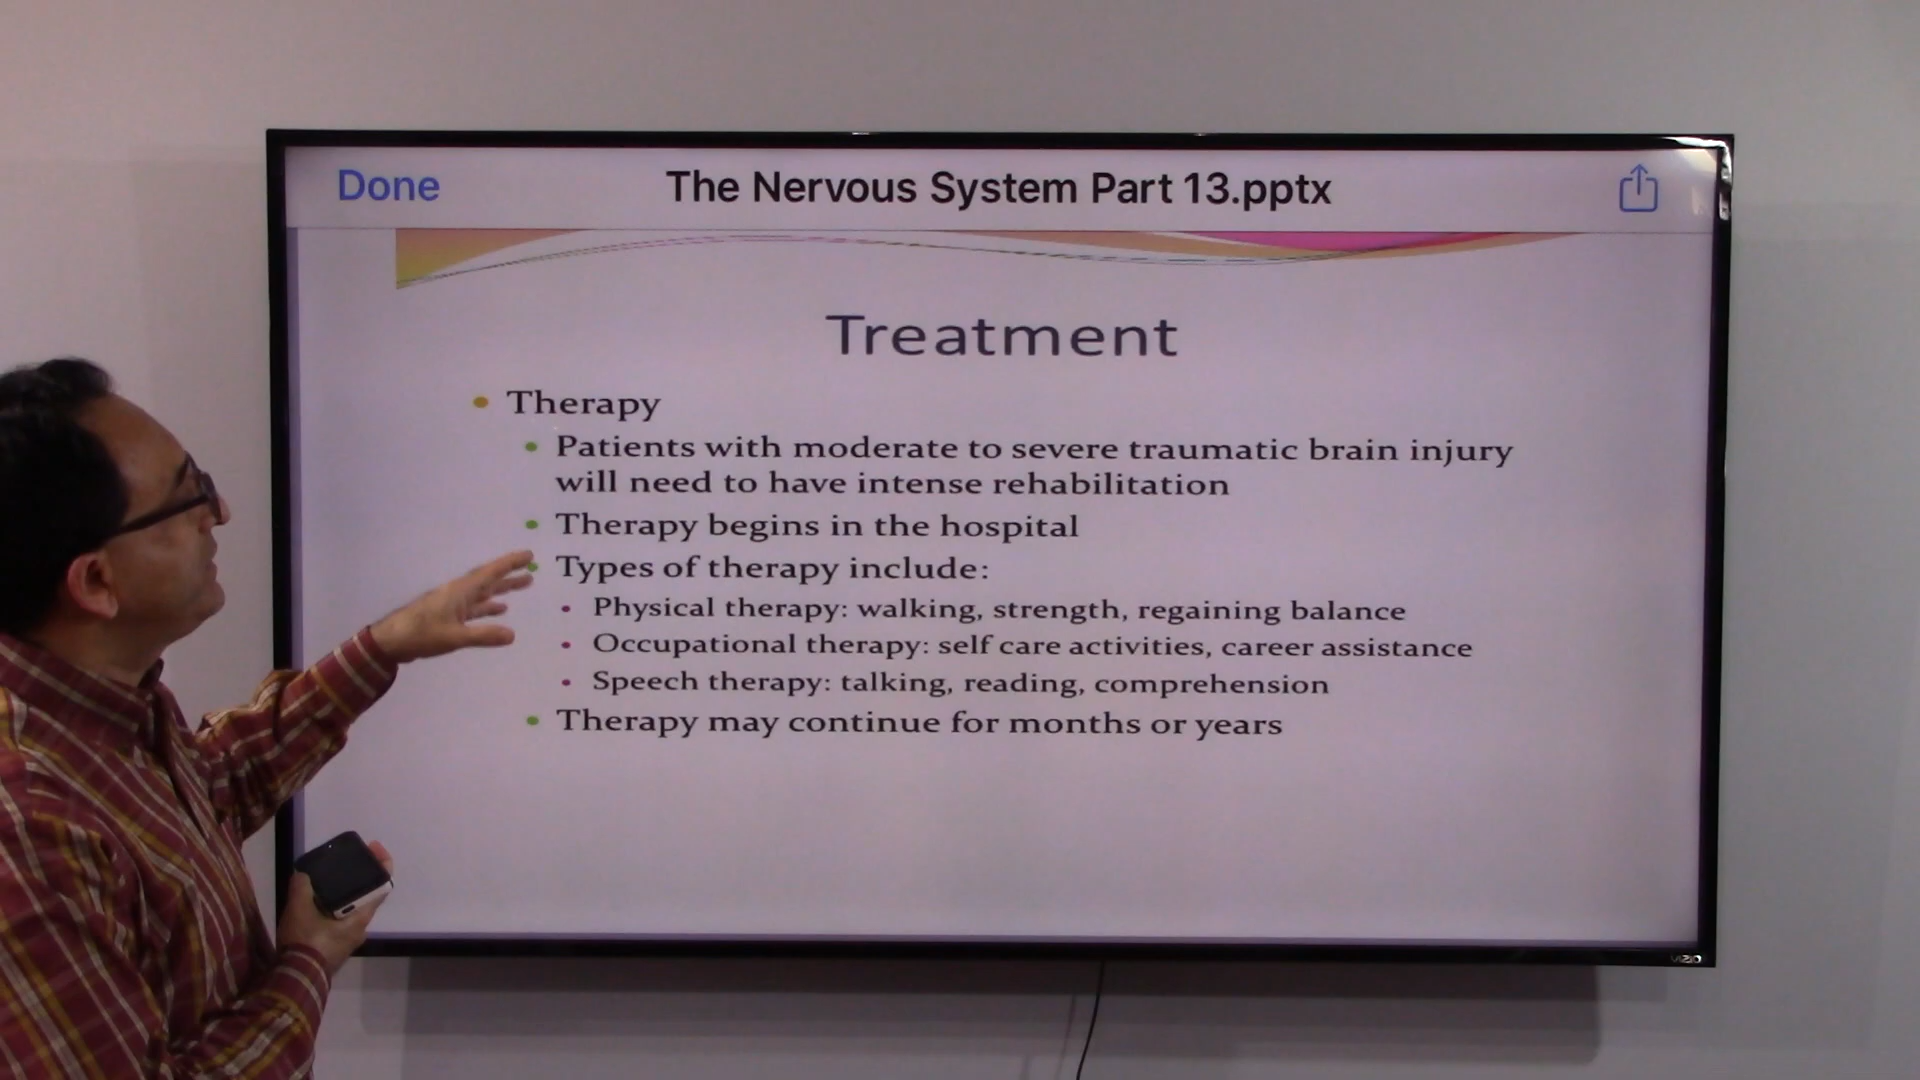 Done
The Nervous System Part 13.pptx
Treatment
Therapy
Patients with moderate to severe traumatic brain injury
will need to have intense rehabilitation
Therapy begins in the hospital
Types of therapy include:
Physical therapy: walking, strength, regaining balance
Occupational therapy: self care activities, career assistance
Speech therapy: talking, reading, comprehension
Therapy may continue for months or years
VIZIO